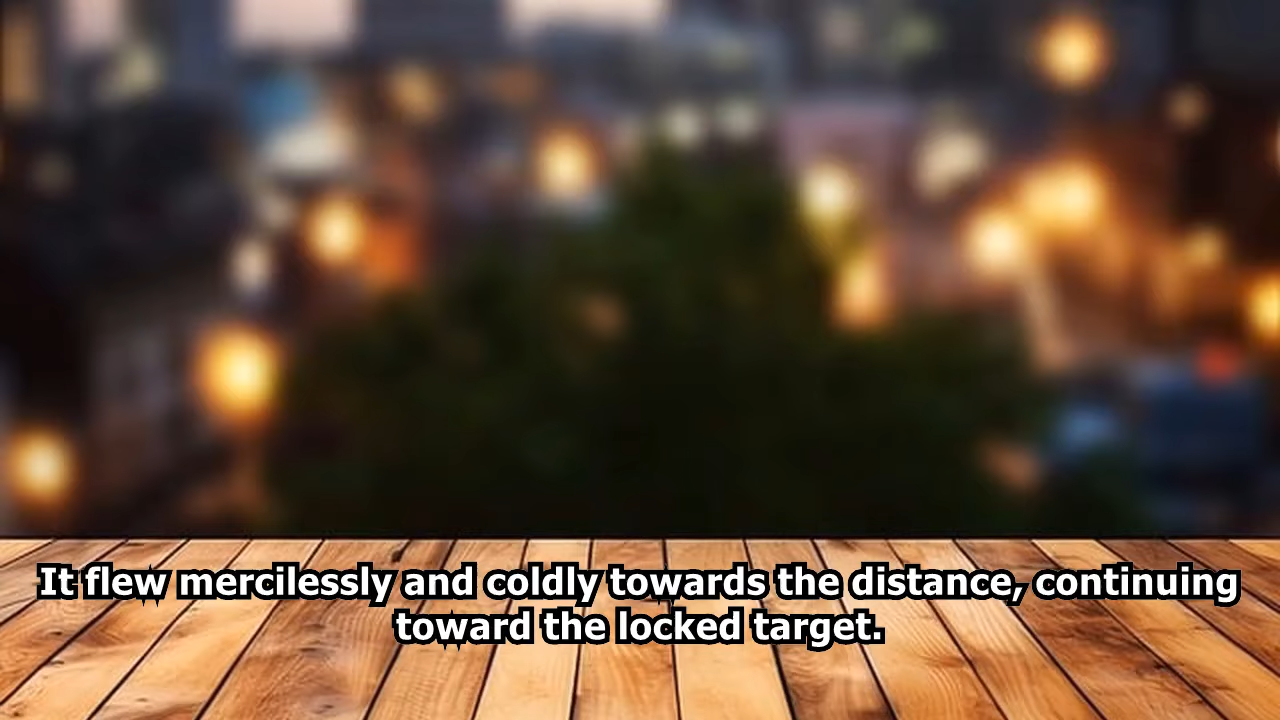 It flew mercilessly and coldly towards the distance, continuing
toward the locked target.